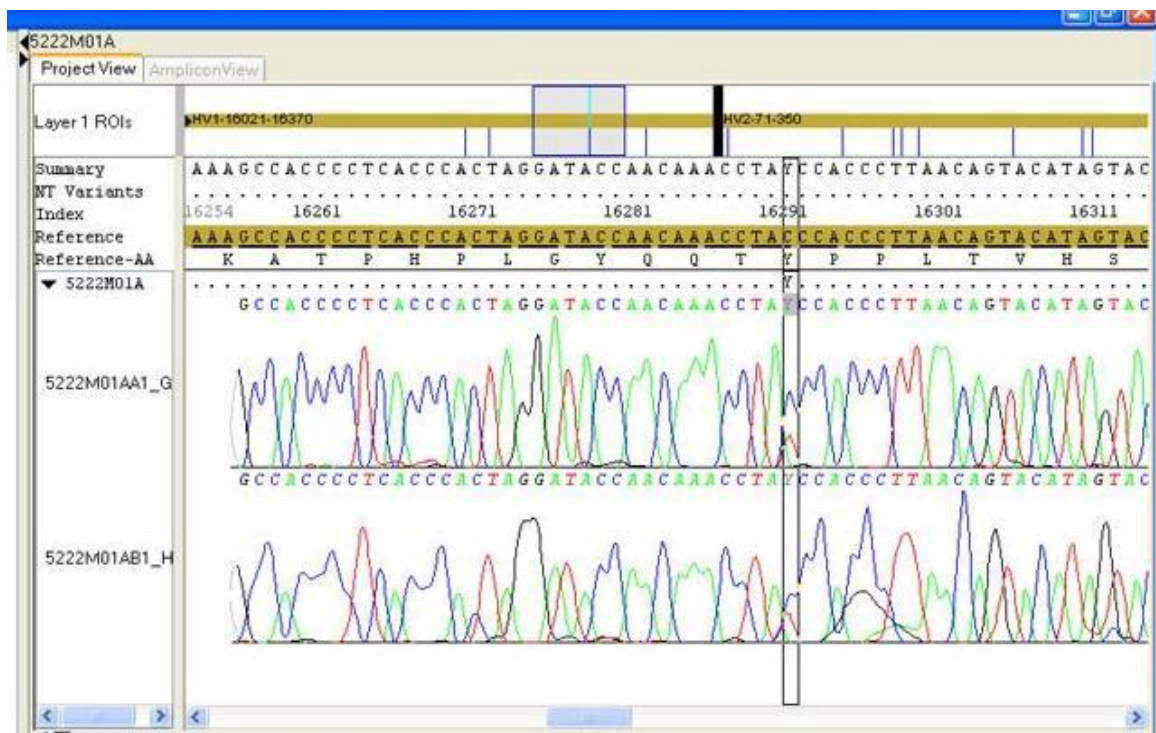 5222M01A
Project View AmpliconView
Layer 1 ROIs HV1-16021-16370 HV2-71-350
Summary AAAGCCACCCCTCACCCACTAGGATACCAACAAACCTAYCCACCCTTAACAGTACATAGTAC
NT Variants
Index 16254 16261 16271 16281 16291 16301 16311
Reference AAAGCCACCCCTCACCCACTAGGATACCAACAAACCTACCCACCCTTAACAGTACATAGTAC
Reference-AA K A T P H P L G Y Q Q T Y P P L T V H S
5222M01A Y
GCCACCCCTCACCCACTAGGATACCAACAAACCTAYCCACCCTTAACAGTACATAGTAC
5222M01AA1_G
GCCACCCCTCACCCACTAGGATACCAACAAACCTAYCCACCCTTAACAGTACATAGTAC
5222M01AB1_H